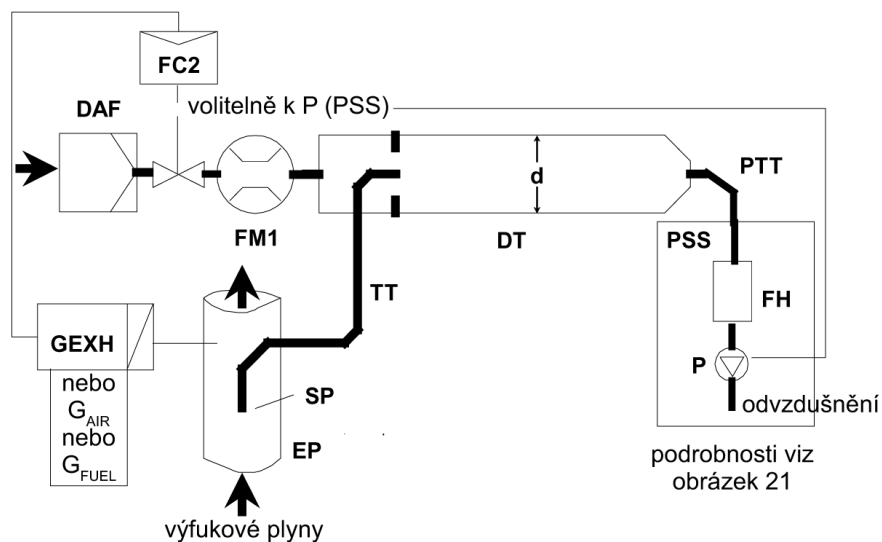 FC2
DAF
volitelně k P (PSS)
d
PTT
FM1
DT
PSS
TT
FH
GEXH
P
nebo
G_AIR
nebo
G_FUEL
SP
odvzdušnění
EP
podrobnosti viz
obrázek 21
výfukové plyny